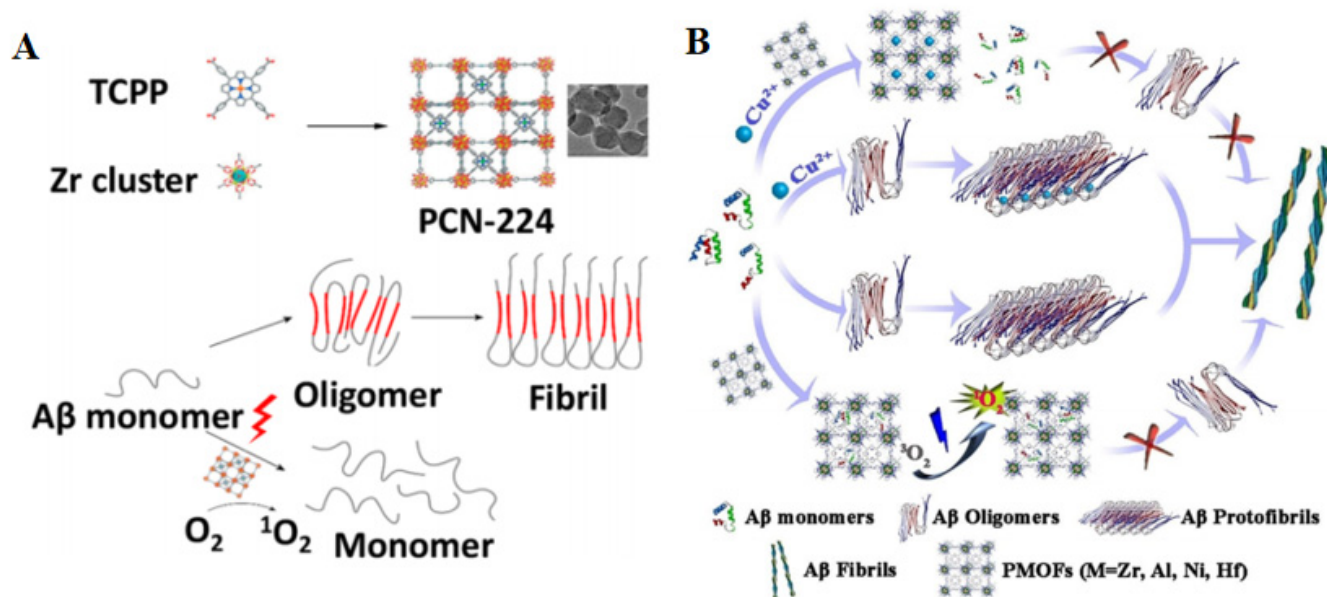 A
TCPP
Zr cluster
PCN-224
Aβ monomer
Oligomer
Fibril
O₂ ¹O₂ Monomer
B
Cu²⁺
Cu²⁺
³O₂
¹O₂
Aβ monomers
Aβ Oligomers
Aβ Protofibrils
Aβ Fibrils
PMOFs (M=Zr, Al, Ni, Hf)